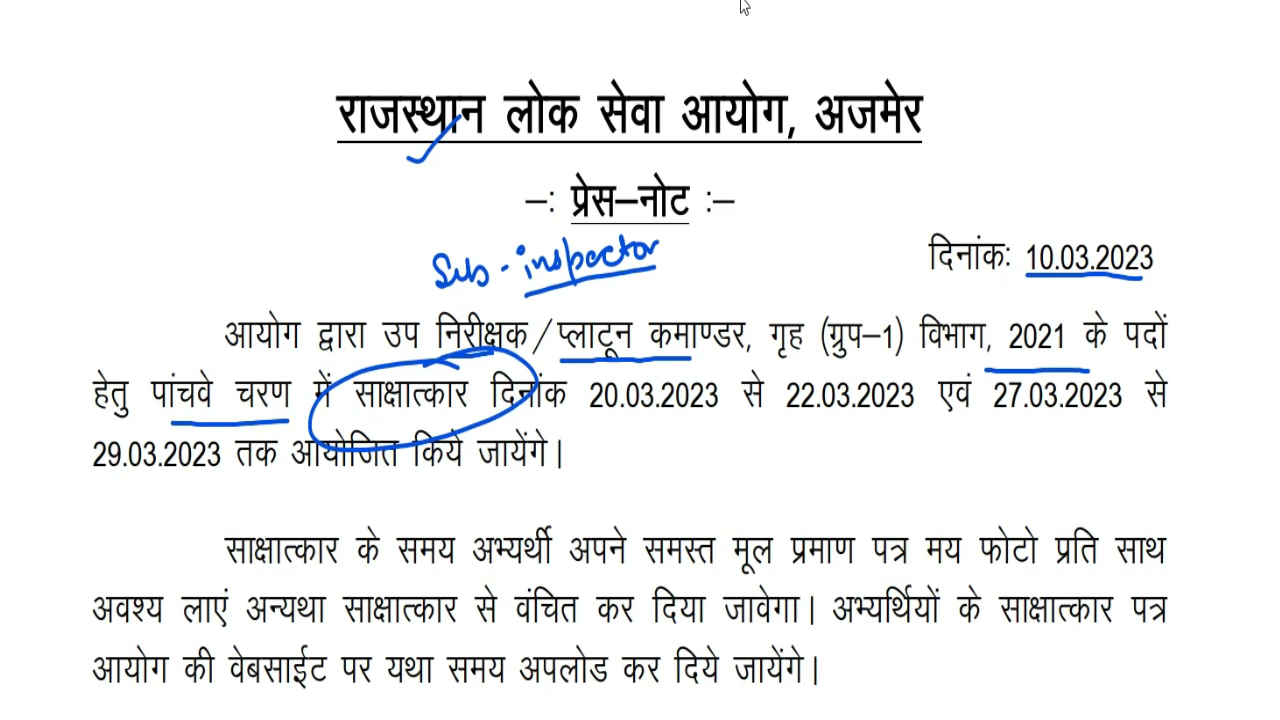 राजस्थान लोक सेवा आयोग, अजमेर
–: प्रेस–नोट :–
Sub - inspector
दिनांकः 10.03.2023
आयोग द्वारा उप निरीक्षक/प्लाटून कमाण्डर, गृह (ग्रुप–1) विभाग, 2021 के पदों
हेतु पांचवे चरण में साक्षात्कार दिनांक 20.03.2023 से 22.03.2023 एवं 27.03.2023 से
29.03.2023 तक आयोजित किये जायेंगे।
साक्षात्कार के समय अभ्यर्थी अपने समस्त मूल प्रमाण पत्र मय फोटो प्रति साथ
अवश्य लाएं अन्यथा साक्षात्कार से वंचित कर दिया जावेगा। अभ्यर्थियों के साक्षात्कार पत्र
आयोग की वेबसाईट पर यथा समय अपलोड कर दिये जायेंगे।